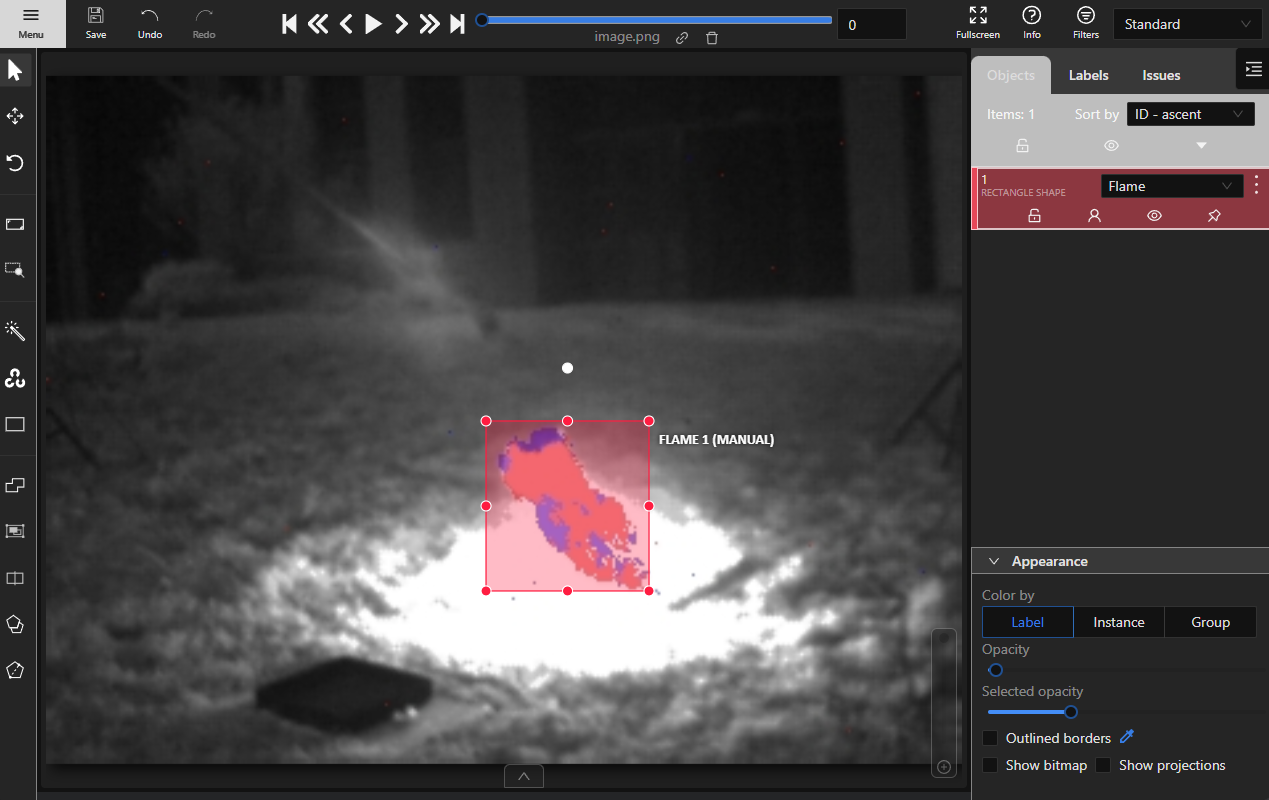 Menu
Save
Undo
Redo
image.png
0
Fullscreen
Info
Filters
Standard
Objects
Labels
Issues
Items: 1
Sort by
ID - ascent
1
RECTANGLE SHAPE
Flame
FLAME 1 (MANUAL)
Appearance
Color by
Label
Instance
Group
Opacity
Selected opacity
Outlined borders
Show bitmap
Show projections